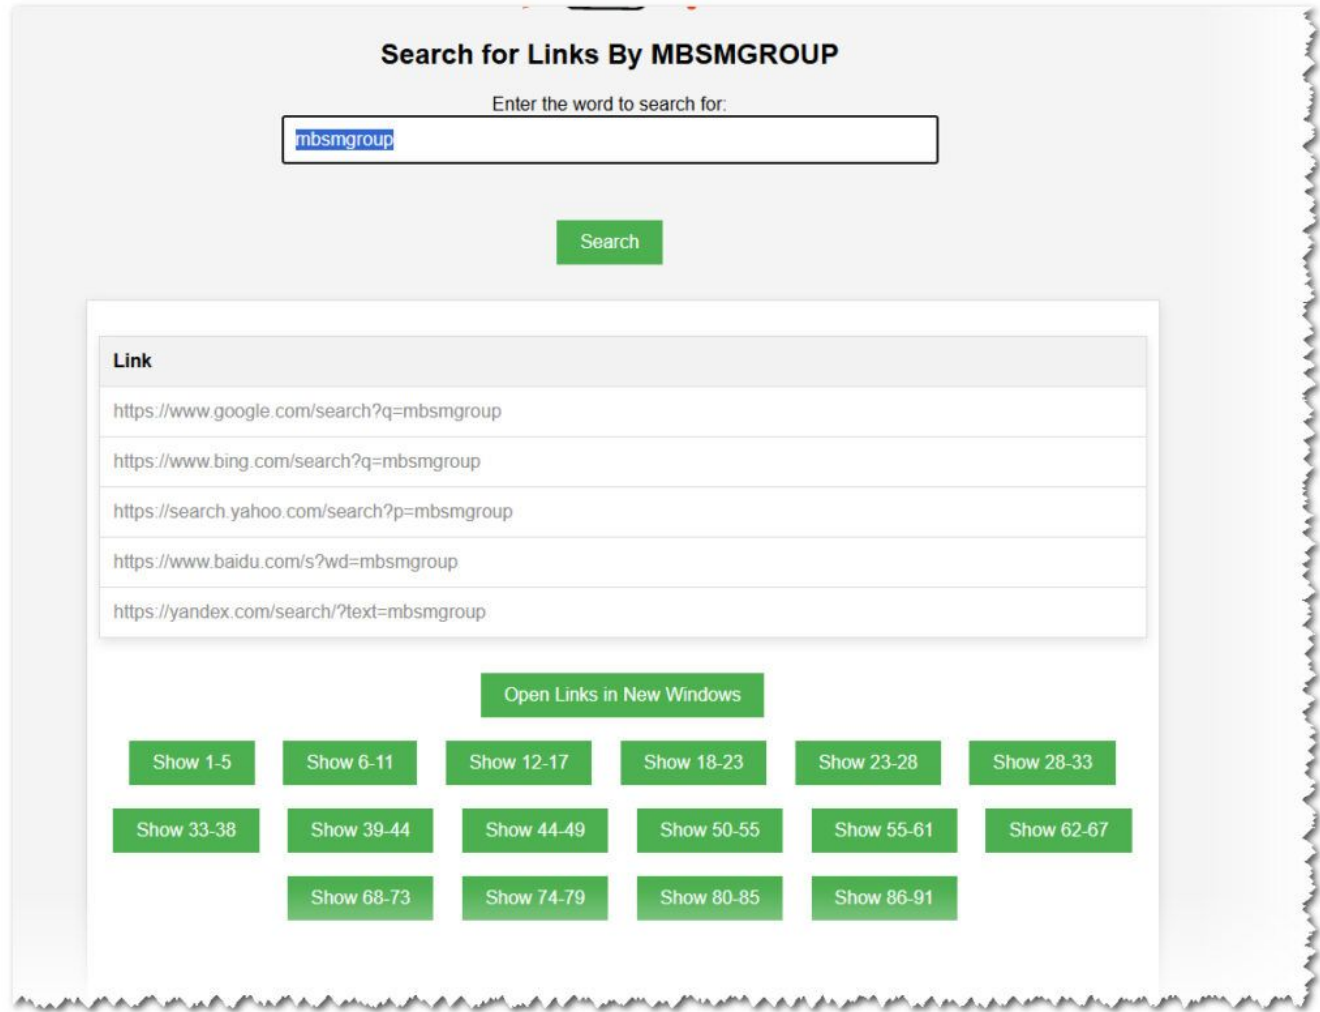 Search for Links By MBSMGROUP
Enter the word to search for:
mbsmgroup
Search
Link
https://www.google.com/search?q=mbsmgroup
https://www.bing.com/search?q=mbsmgroup
https://search.yahoo.com/search?p=mbsmgroup
https://www.baidu.com/s?wd=mbsmgroup
https://yandex.com/search/?text=mbsmgroup
Open Links in New Windows
Show 1-5 Show 6-11 Show 12-17 Show 18-23 Show 23-28 Show 28-33
Show 33-38 Show 39-44 Show 44-49 Show 50-55 Show 55-61 Show 62-67
Show 68-73 Show 74-79 Show 80-85 Show 86-91